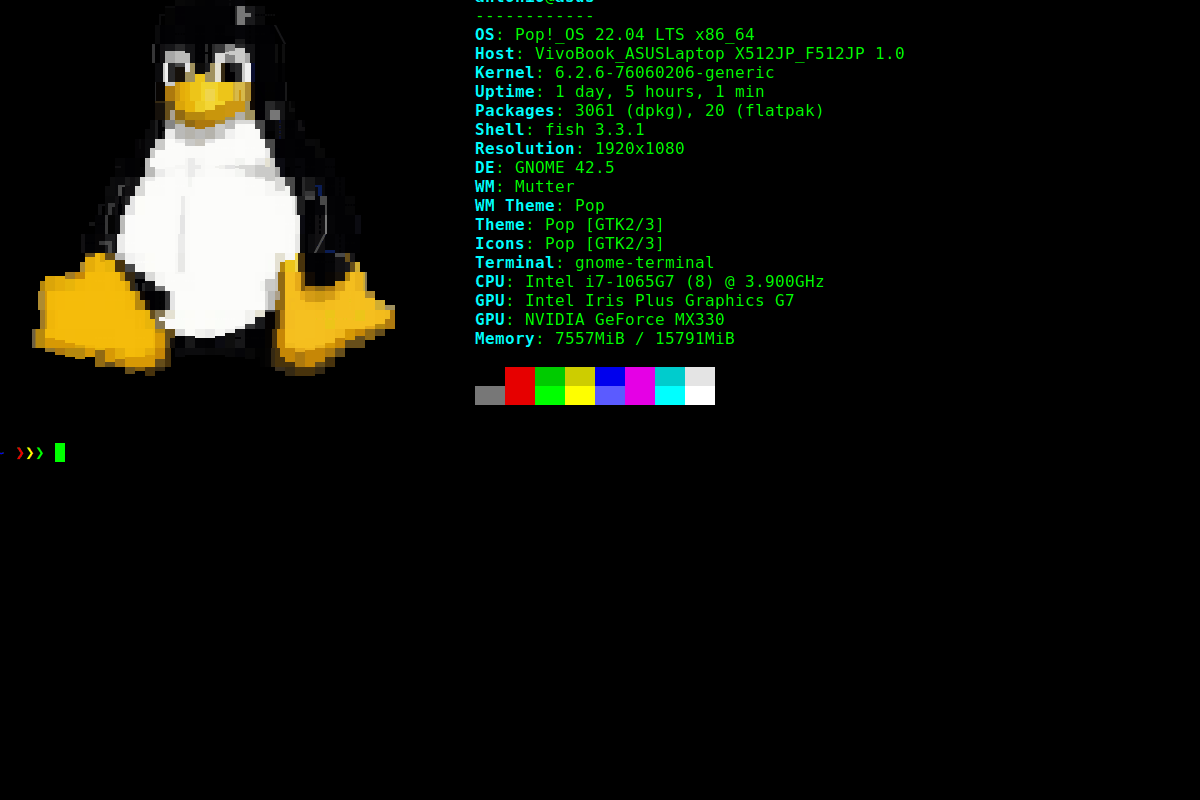 antonio@asus
------------
OS: Pop!_OS 22.04 LTS x86_64
Host: VivoBook_ASUSLaptop X512JP_F512JP 1.0
Kernel: 6.2.6-76060206-generic
Uptime: 1 day, 5 hours, 1 min
Packages: 3061 (dpkg), 20 (flatpak)
Shell: fish 3.3.1
Resolution: 1920x1080
DE: GNOME 42.5
WM: Mutter
WM Theme: Pop
Theme: Pop [GTK2/3]
Icons: Pop [GTK2/3]
Terminal: gnome-terminal
CPU: Intel i7-1065G7 (8) @ 3.900GHz
GPU: Intel Iris Plus Graphics G7
GPU: NVIDIA GeForce MX330
Memory: 7557MiB / 15791MiB
~ ❯❯❯